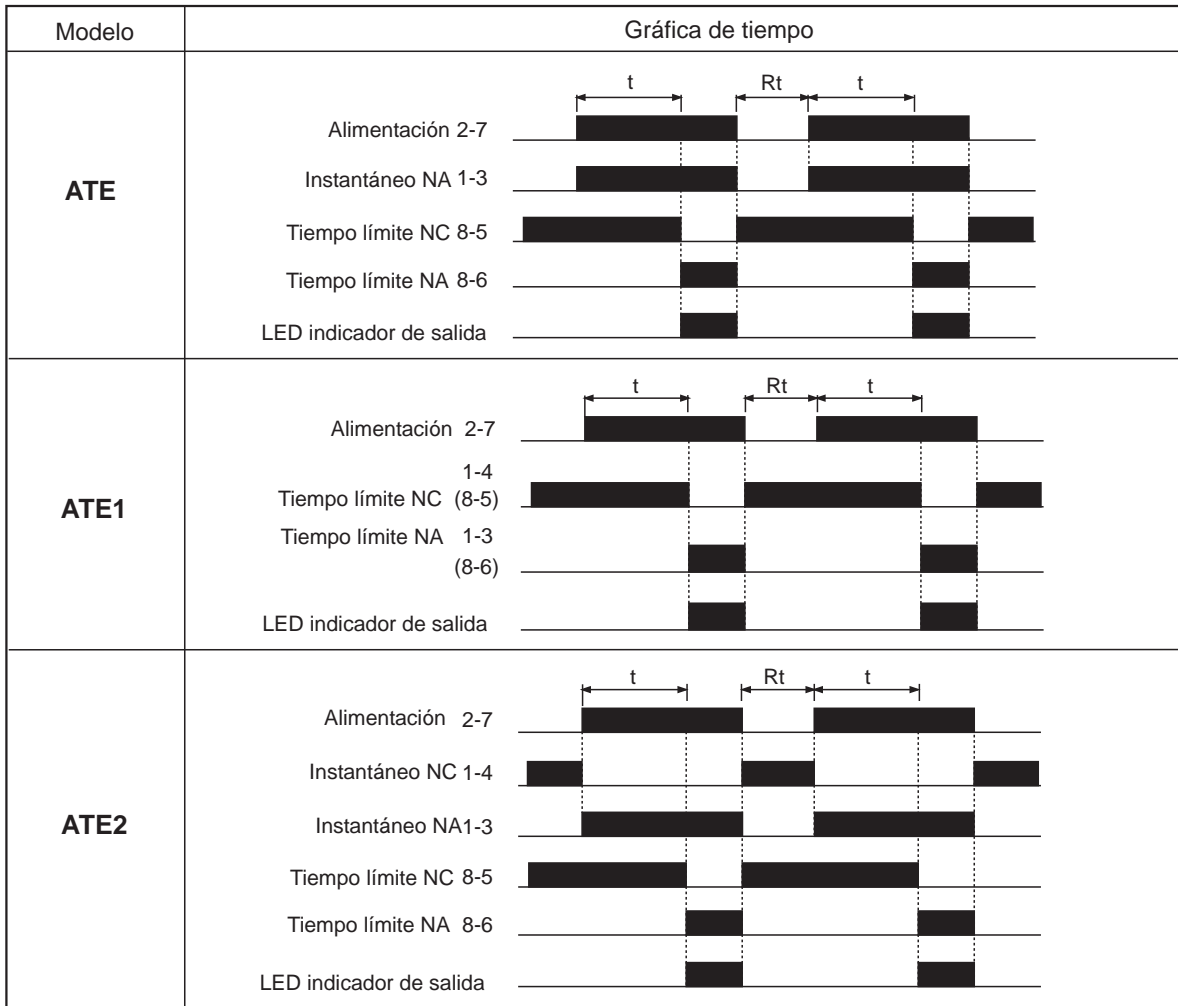 Modelo Gráfica de tiempo
ATE
t Rt t
Alimentación 2-7
Instantáneo NA 1-3
Tiempo límite NC 8-5
Tiempo límite NA 8-6
LED indicador de salida
ATE1
t Rt t
Alimentación 2-7
1-4
Tiempo límite NC (8-5)
Tiempo límite NA 1-3
(8-6)
LED indicador de salida
ATE2
t Rt t
Alimentación 2-7
Instantáneo NC 1-4
Instantáneo NA1-3
Tiempo límite NC 8-5
Tiempo límite NA 8-6
LED indicador de salida